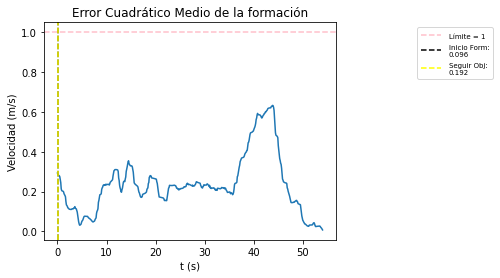 Error Cuadrático Medio de la formación
Velocidad (m/s)
1.0
0.8
0.6
0.4
0.2
0.0
0
10
20
30
40
50
t (s)
Límite = 1
Inicio Form:
0.096
Seguir Obj:
0.192